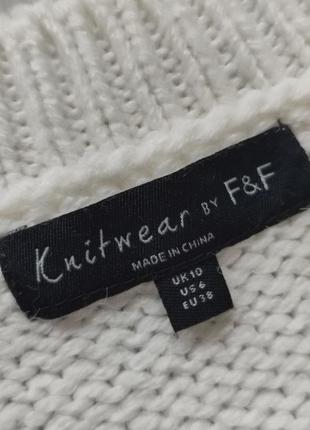 Knitwear BY F&F
MADE IN CHINA
UK 10
US 6
EU 38